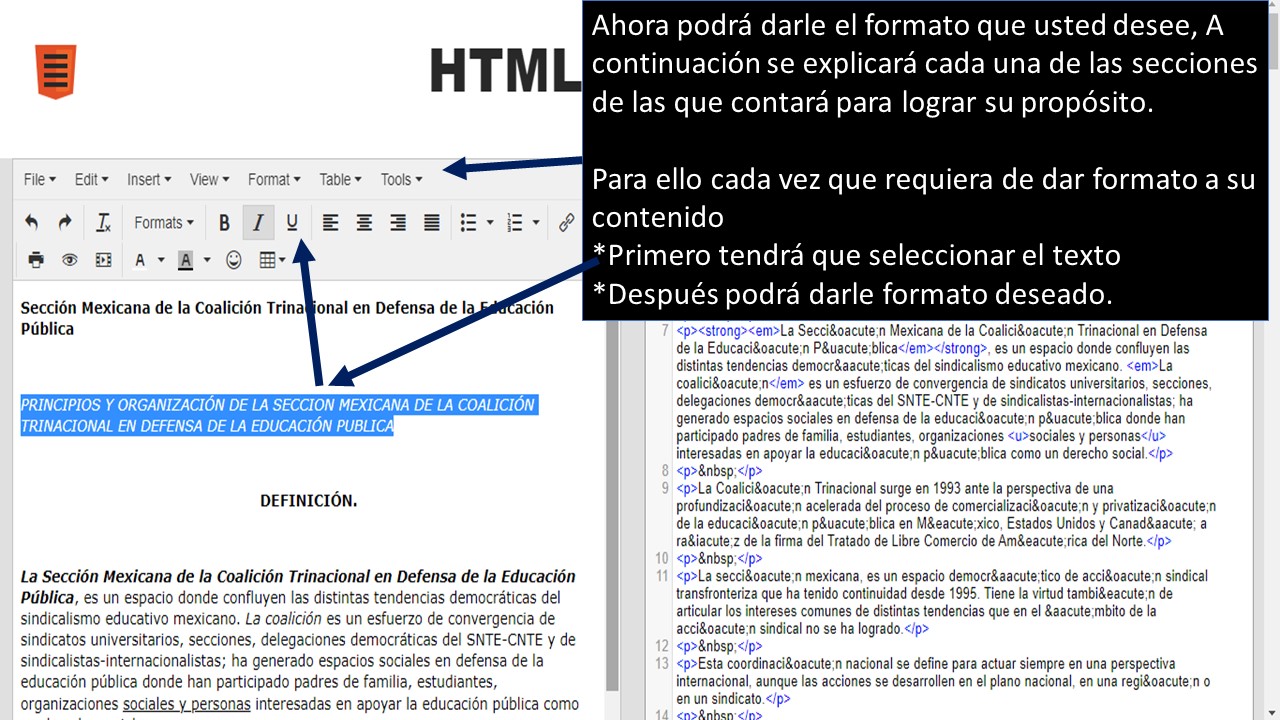 HTML
Ahora podrá darle el formato que usted desee, A
continuación se explicará cada una de las secciones
de las que contará para lograr su propósito.
Para ello cada vez que requiera de dar formato a su
contenido
*Primero tendrá que seleccionar el texto
*Después podrá darle formato deseado.
File Edit Insert View Format Table Tools
Formats B I U
A A
Sección Mexicana de la Coalición Trinacional en Defensa de la Educación
Pública
PRINCIPIOS Y ORGANIZACIÓN DE LA SECCION MEXICANA DE LA COALICIÓN
TRINACIONAL EN DEFENSA DE LA EDUCACIÓN PUBLICA
DEFINICIÓN.
La Sección Mexicana de la Coalición Trinacional en Defensa de la Educación
Pública, es un espacio donde confluyen las distintas tendencias democráticas del
sindicalismo educativo mexicano. La coalición es un esfuerzo de convergencia de
sindicatos universitarios, secciones, delegaciones democráticas del SNTE-CNTE y de
sindicalistas-internacionalistas; ha generado espacios sociales en defensa de la
educación pública donde han participado padres de familia, estudiantes,
organizaciones sociales y personas interesadas en apoyar la educación pública como
7 <p><strong><em>La Secci&oacute;n Mexicana de la Coalici&oacute;n Trinacional en Defensa
de la Educaci&oacute;n P&uacute;blica</em></strong>, es un espacio donde confluyen las
distintas tendencias democr&aacute;ticas del sindicalismo educativo mexicano. <em>La
coalici&oacute;n</em> es un esfuerzo de convergencia de sindicatos universitarios, secciones,
delegaciones democr&aacute;ticas del SNTE-CNTE y de sindicalistas-internacionalistas; ha
generado espacios sociales en defensa de la educaci&oacute;n p&uacute;blica donde han
participado padres de familia, estudiantes, organizaciones <u>sociales y personas</u>
interesadas en apoyar la educaci&oacute;n p&uacute;blica como un derecho social.</p>
8 <p>&nbsp;</p>
9 <p>La Coalici&oacute;n Trinacional surge en 1993 ante la perspectiva de una
profundizaci&oacute;n acelerada del proceso de comercializaci&oacute;n y privatizaci&oacute;n
de la educaci&oacute;n p&uacute;blica en M&eacute;xico, Estados Unidos y Canad&aacute; a
ra&iacute;z de la firma del Tratado de Libre Comercio de Am&eacute;rica del Norte.</p>
10 <p>&nbsp;</p>
11 <p>La secci&oacute;n mexicana, es un espacio democr&aacute;tico de acci&oacute;n sindical
transfronteriza que ha tenido continuidad desde 1995. Tiene la virtud tambi&eacute;n de
articular los intereses comunes de distintas tendencias que en el &aacute;mbito de la
acci&oacute;n sindical no se ha logrado.</p>
12 <p>&nbsp;</p>
13 <p>Esta coordinaci&oacute;n nacional se define para actuar siempre en una perspectiva
internacional, aunque las acciones se desarrollen en el plano nacional, en una regi&oacute;n o
en un sindicato.</p>
14 <p>&nbsp;</p>